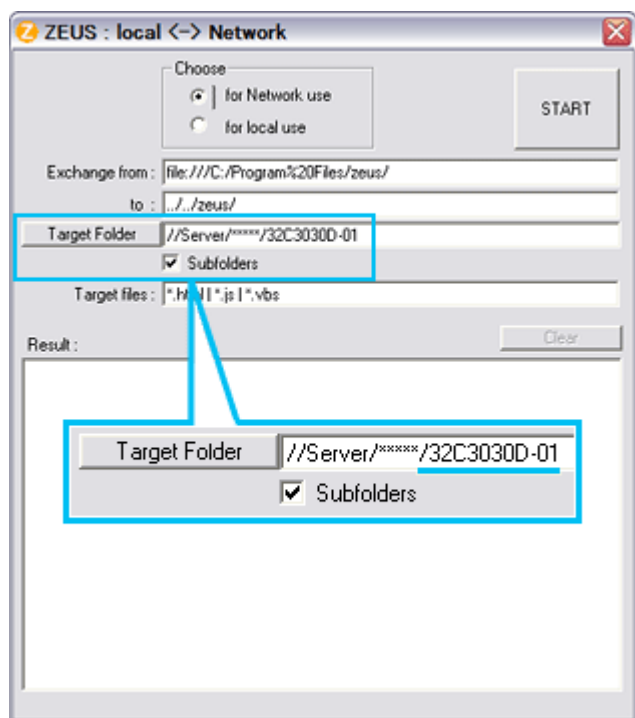 ZEUS : local <-> Network
Choose
for Network use
for local use
START
Exchange from : file:///C:/Program%20Files/zeus/
to : ../../zeus/
Target Folder //Server/*****/32C3030D-01
Subfolders
Target files : *.html | *.js | *.vbs
Result :
Clear
Target Folder //Server/*****/32C3030D-01
Subfolders